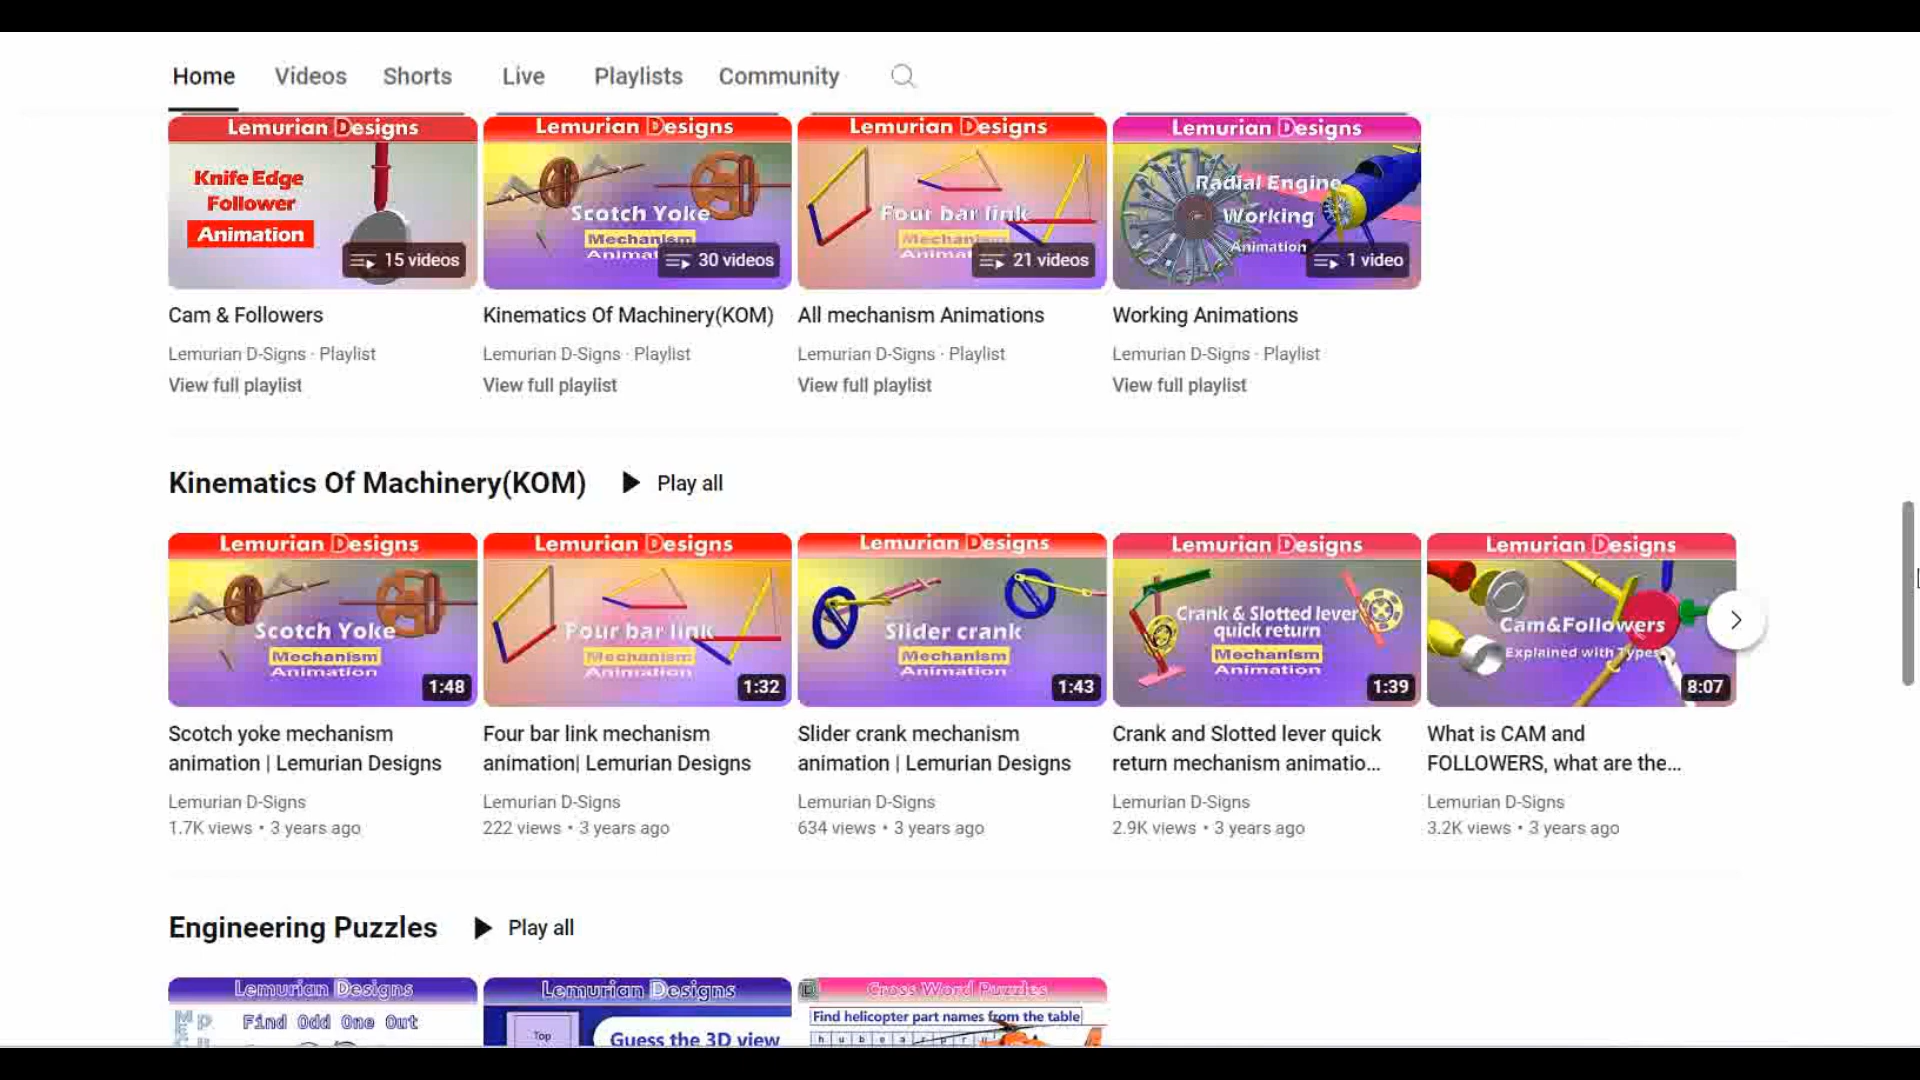 Home Videos Shorts Live Playlists Community
Lemurian Designs
Knife Edge
Follower
Animation
15 videos
Lemurian Designs
Scotch Yoke
Mechanism
30 videos
Lemurian Designs
Four bar link
Mechanism
21 videos
Lemurian Designs
Radial Engine
Working
Animation
1 video
Cam & Followers
Lemurian D-Signs · Playlist
View full playlist
Kinematics Of Machinery(KOM)
Lemurian D-Signs · Playlist
View full playlist
All mechanism Animations
Lemurian D-Signs · Playlist
View full playlist
Working Animations
Lemurian D-Signs · Playlist
View full playlist
Kinematics Of Machinery(KOM) Play all
Lemurian Designs
Scotch Yoke
Mechanism
Animation
1:48
Lemurian Designs
Four bar link
Mechanism
Animation
1:32
Lemurian Designs
Slider crank
Mechanism
Animation
1:43
Lemurian Designs
Crank & Slotted lever
quick return
Mechanism
Animation
1:39
Lemurian Designs
Cam&Followers
Explained with Types
8:07
Scotch yoke mechanism
animation | Lemurian Designs
Lemurian D-Signs
1.7K views • 3 years ago
Four bar link mechanism
animation| Lemurian Designs
Lemurian D-Signs
222 views • 3 years ago
Slider crank mechanism
animation | Lemurian Designs
Lemurian D-Signs
634 views • 3 years ago
Crank and Slotted lever quick
return mechanism animatio...
Lemurian D-Signs
2.9K views • 3 years ago
What is CAM and
FOLLOWERS, what are the...
Lemurian D-Signs
3.2K views • 3 years ago
Engineering Puzzles Play all
Lemurian Designs
Find Odd One Out
Lemurian Designs
Top
Guess the 3D view
Cross Word Puzzles
Find helicopter part names from the table